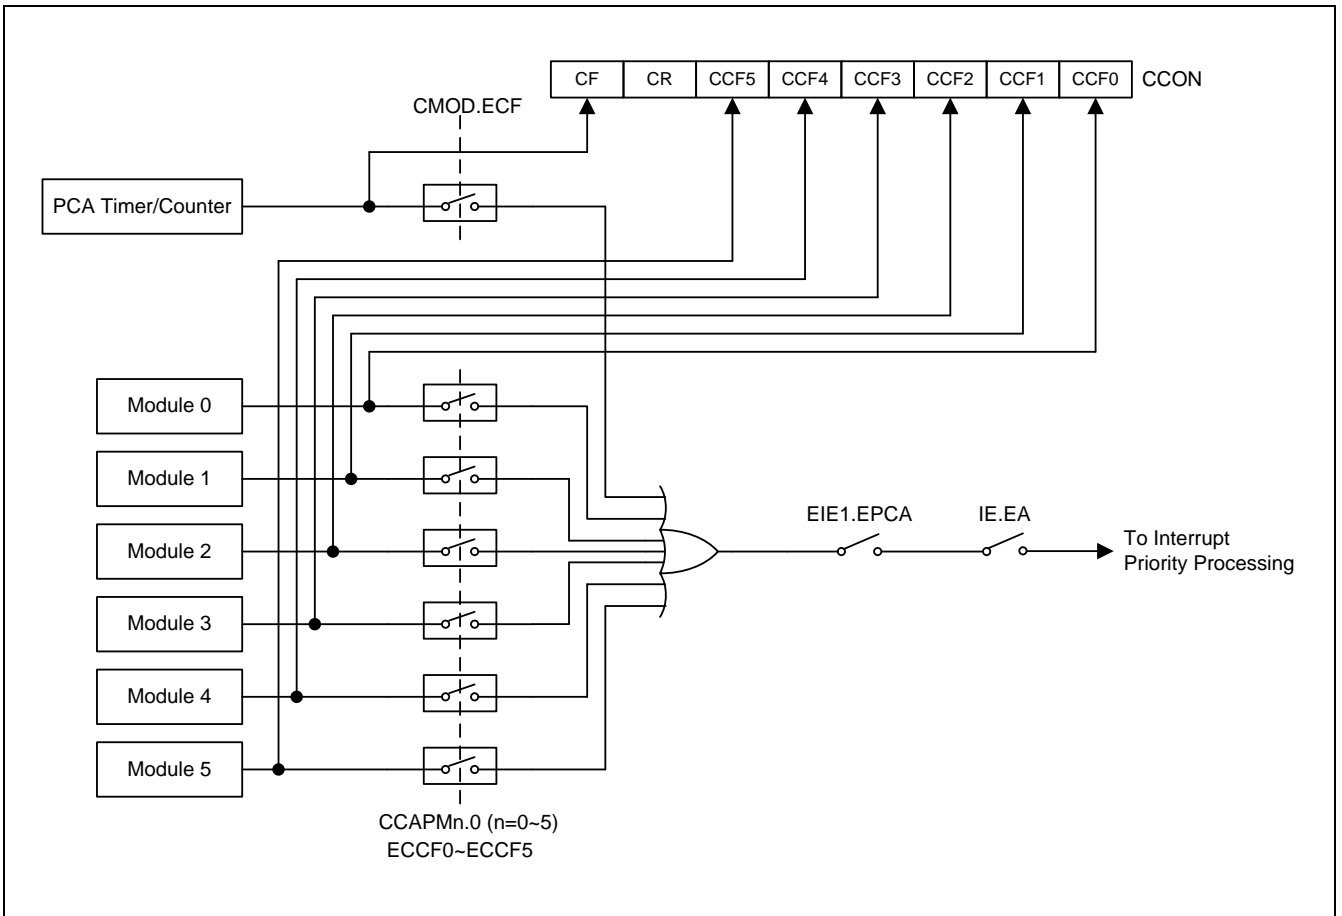 CF CR CCF5 CCF4 CCF3 CCF2 CCF1 CCF0 CCON
CMOD.ECF
PCA Timer/Counter
Module 0
Module 1
Module 2
Module 3
Module 4
Module 5
EIE1.EPCA
IE.EA
To Interrupt
Priority Processing
CCAPMn.0 (n=0~5)
ECCF0~ECCF5